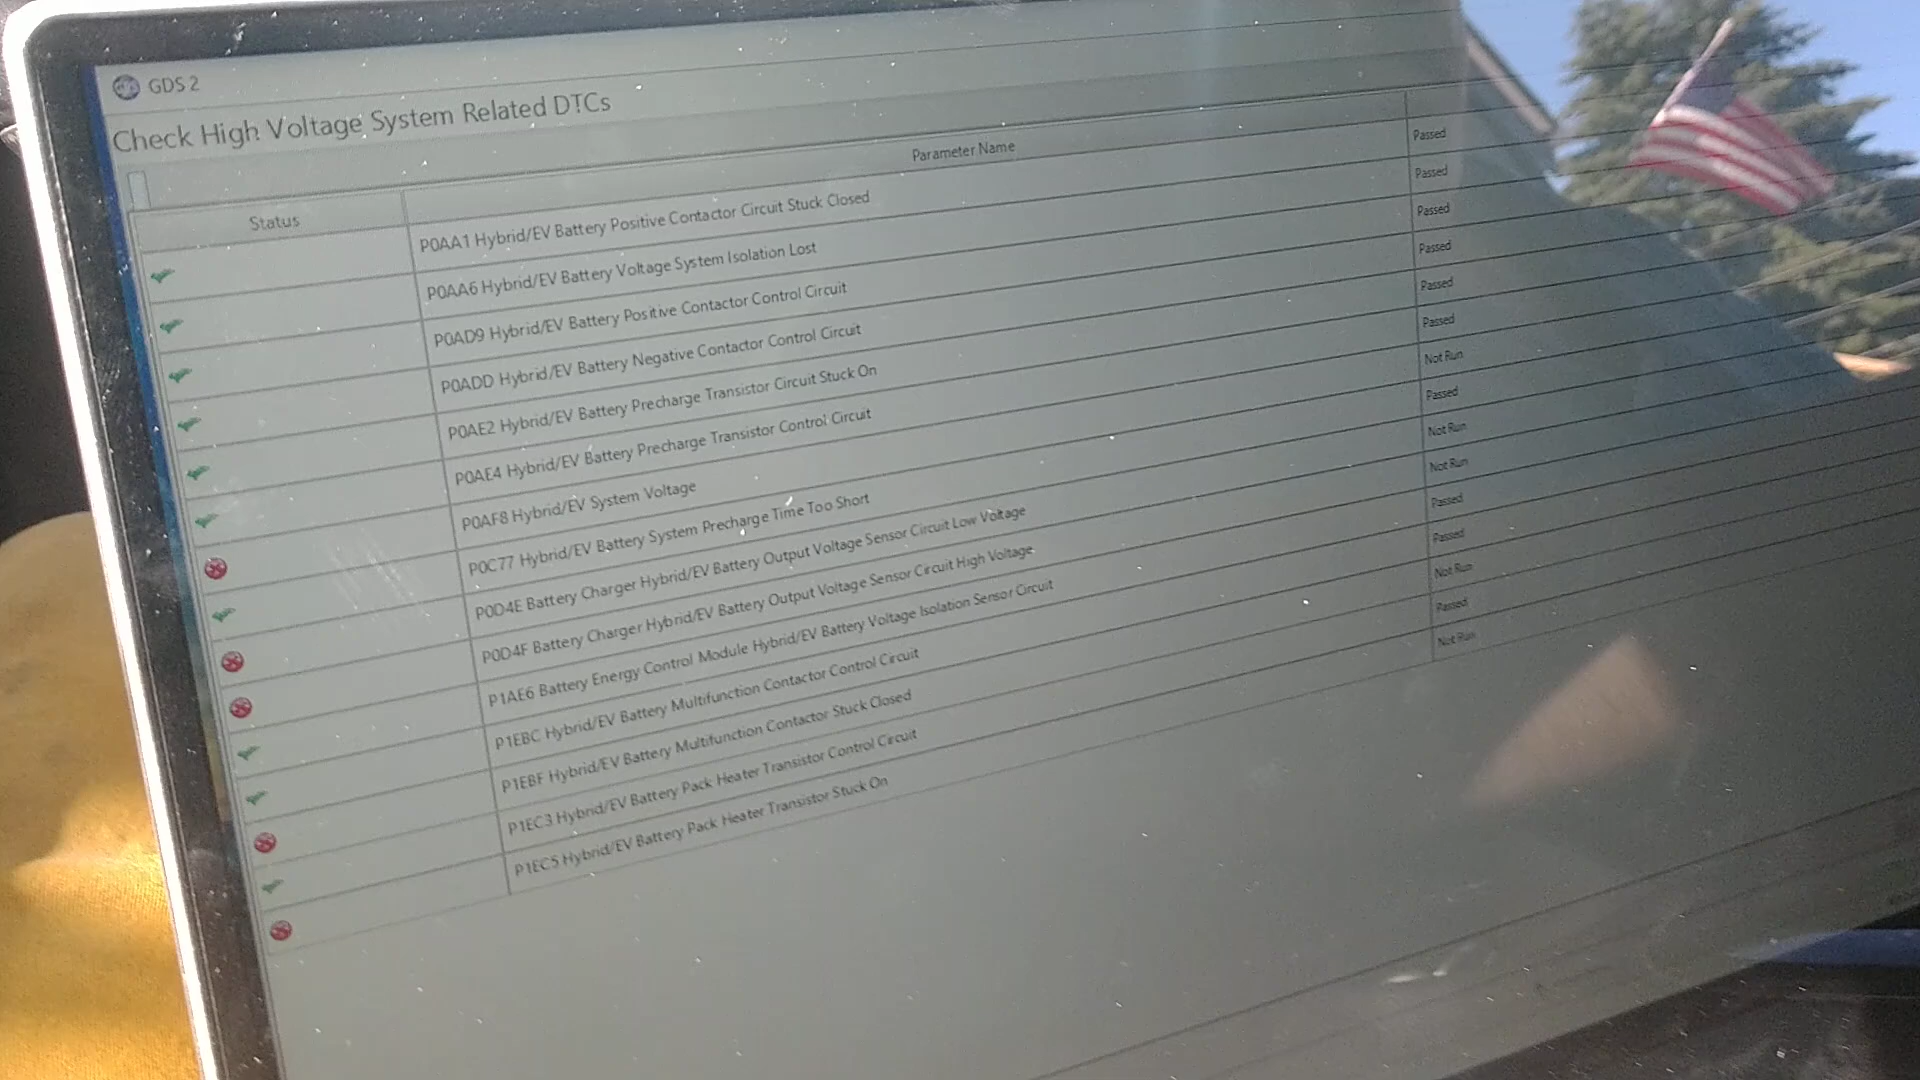 GDS 2
Check High Voltage System Related DTCs
Status Parameter Name
P0AA1 Hybrid/EV Battery Positive Contactor Circuit Stuck Closed Passed
P0AA6 Hybrid/EV Battery Voltage System Isolation Lost Passed
P0AD9 Hybrid/EV Battery Positive Contactor Control Circuit Passed
P0ADD Hybrid/EV Battery Negative Contactor Control Circuit Passed
P0AE2 Hybrid/EV Battery Precharge Transistor Circuit Stuck On Passed
P0AE4 Hybrid/EV Battery Precharge Transistor Control Circuit Passed
P0AF8 Hybrid/EV System Voltage Not Run
P0C77 Hybrid/EV Battery System Precharge Time Too Short Passed
P0D4E Battery Charger Hybrid/EV Battery Output Voltage Sensor Circuit Low Voltage Not Run
P0D4F Battery Charger Hybrid/EV Battery Output Voltage Sensor Circuit High Voltage Not Run
P1AE6 Battery Energy Control Module Hybrid/EV Battery Voltage Isolation Sensor Circuit Passed
P1EBC Hybrid/EV Battery Multifunction Contactor Control Circuit Passed
P1EBF Hybrid/EV Battery Multifunction Contactor Stuck Closed Not Run
P1EC3 Hybrid/EV Battery Pack Heater Transistor Control Circuit Passed
P1EC5 Hybrid/EV Battery Pack Heater Transistor Stuck On Not Run